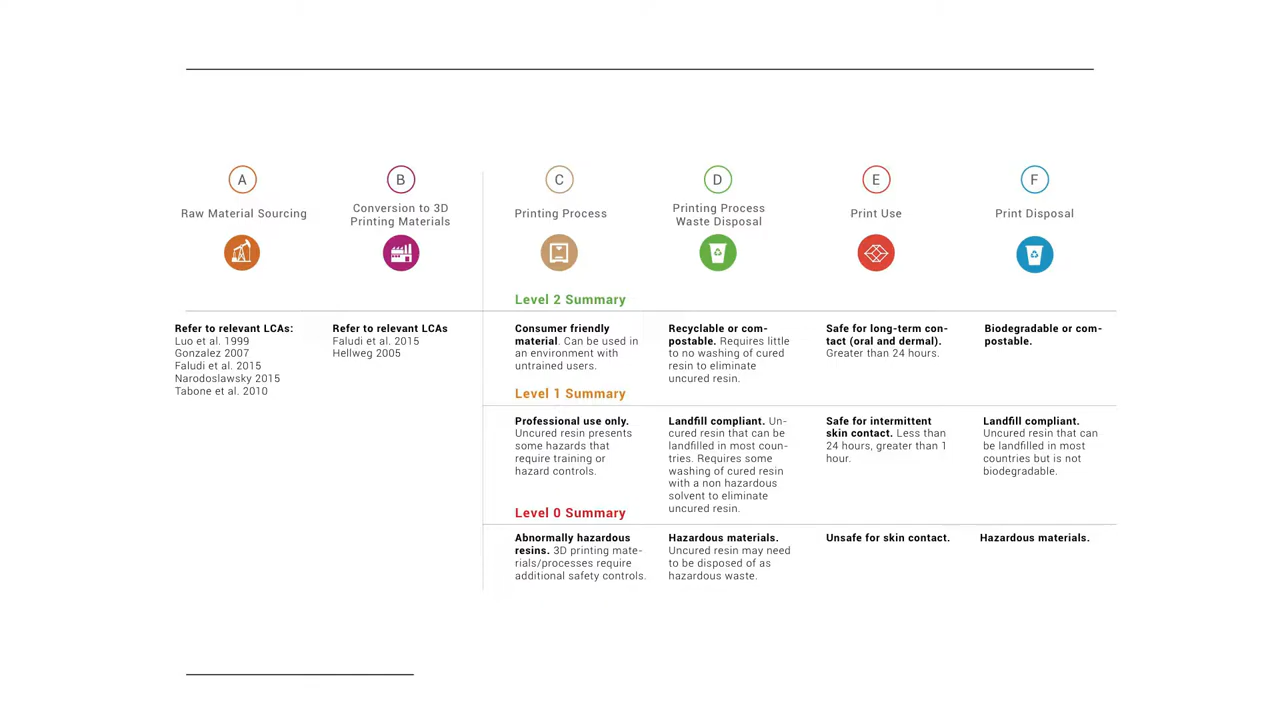 A
B
C
D
E
F
Raw Material Sourcing
Conversion to 3D
Printing Materials
Printing Process
Printing Process
Waste Disposal
Print Use
Print Disposal
Level 2 Summary
Refer to relevant LCAs:
Luo et al. 1999
Gonzalez 2007
Faludi et al. 2015
Narodoslawsky 2015
Tabone et al. 2010
Refer to relevant LCAs
Faludi et al. 2015
Hellweg 2005
Consumer friendly
material. Can be used in
an environment with
untrained users.
Recyclable or com-
postable. Requires little
to no washing of cured
resin to eliminate
uncured resin.
Safe for long-term con-
tact (oral and dermal).
Greater than 24 hours.
Biodegradable or com-
postable.
Level 1 Summary
Professional use only.
Uncured resin presents
some hazards that
require training or
hazard controls.
Landfill compliant. Un-
cured resin that can be
landfilled in most coun-
tries. Requires some
washing of cured resin
with a non hazardous
solvent to eliminate
uncured resin.
Safe for intermittent
skin contact. Less than
24 hours, greater than 1
hour.
Landfill compliant.
Uncured resin that can
be landfilled in most
countries but is not
biodegradable.
Level 0 Summary
Abnormally hazardous
resins. 3D printing mate-
rials/processes require
additional safety controls.
Hazardous materials.
Uncured resin may need
to be disposed of as
hazardous waste.
Unsafe for skin contact.
Hazardous materials.